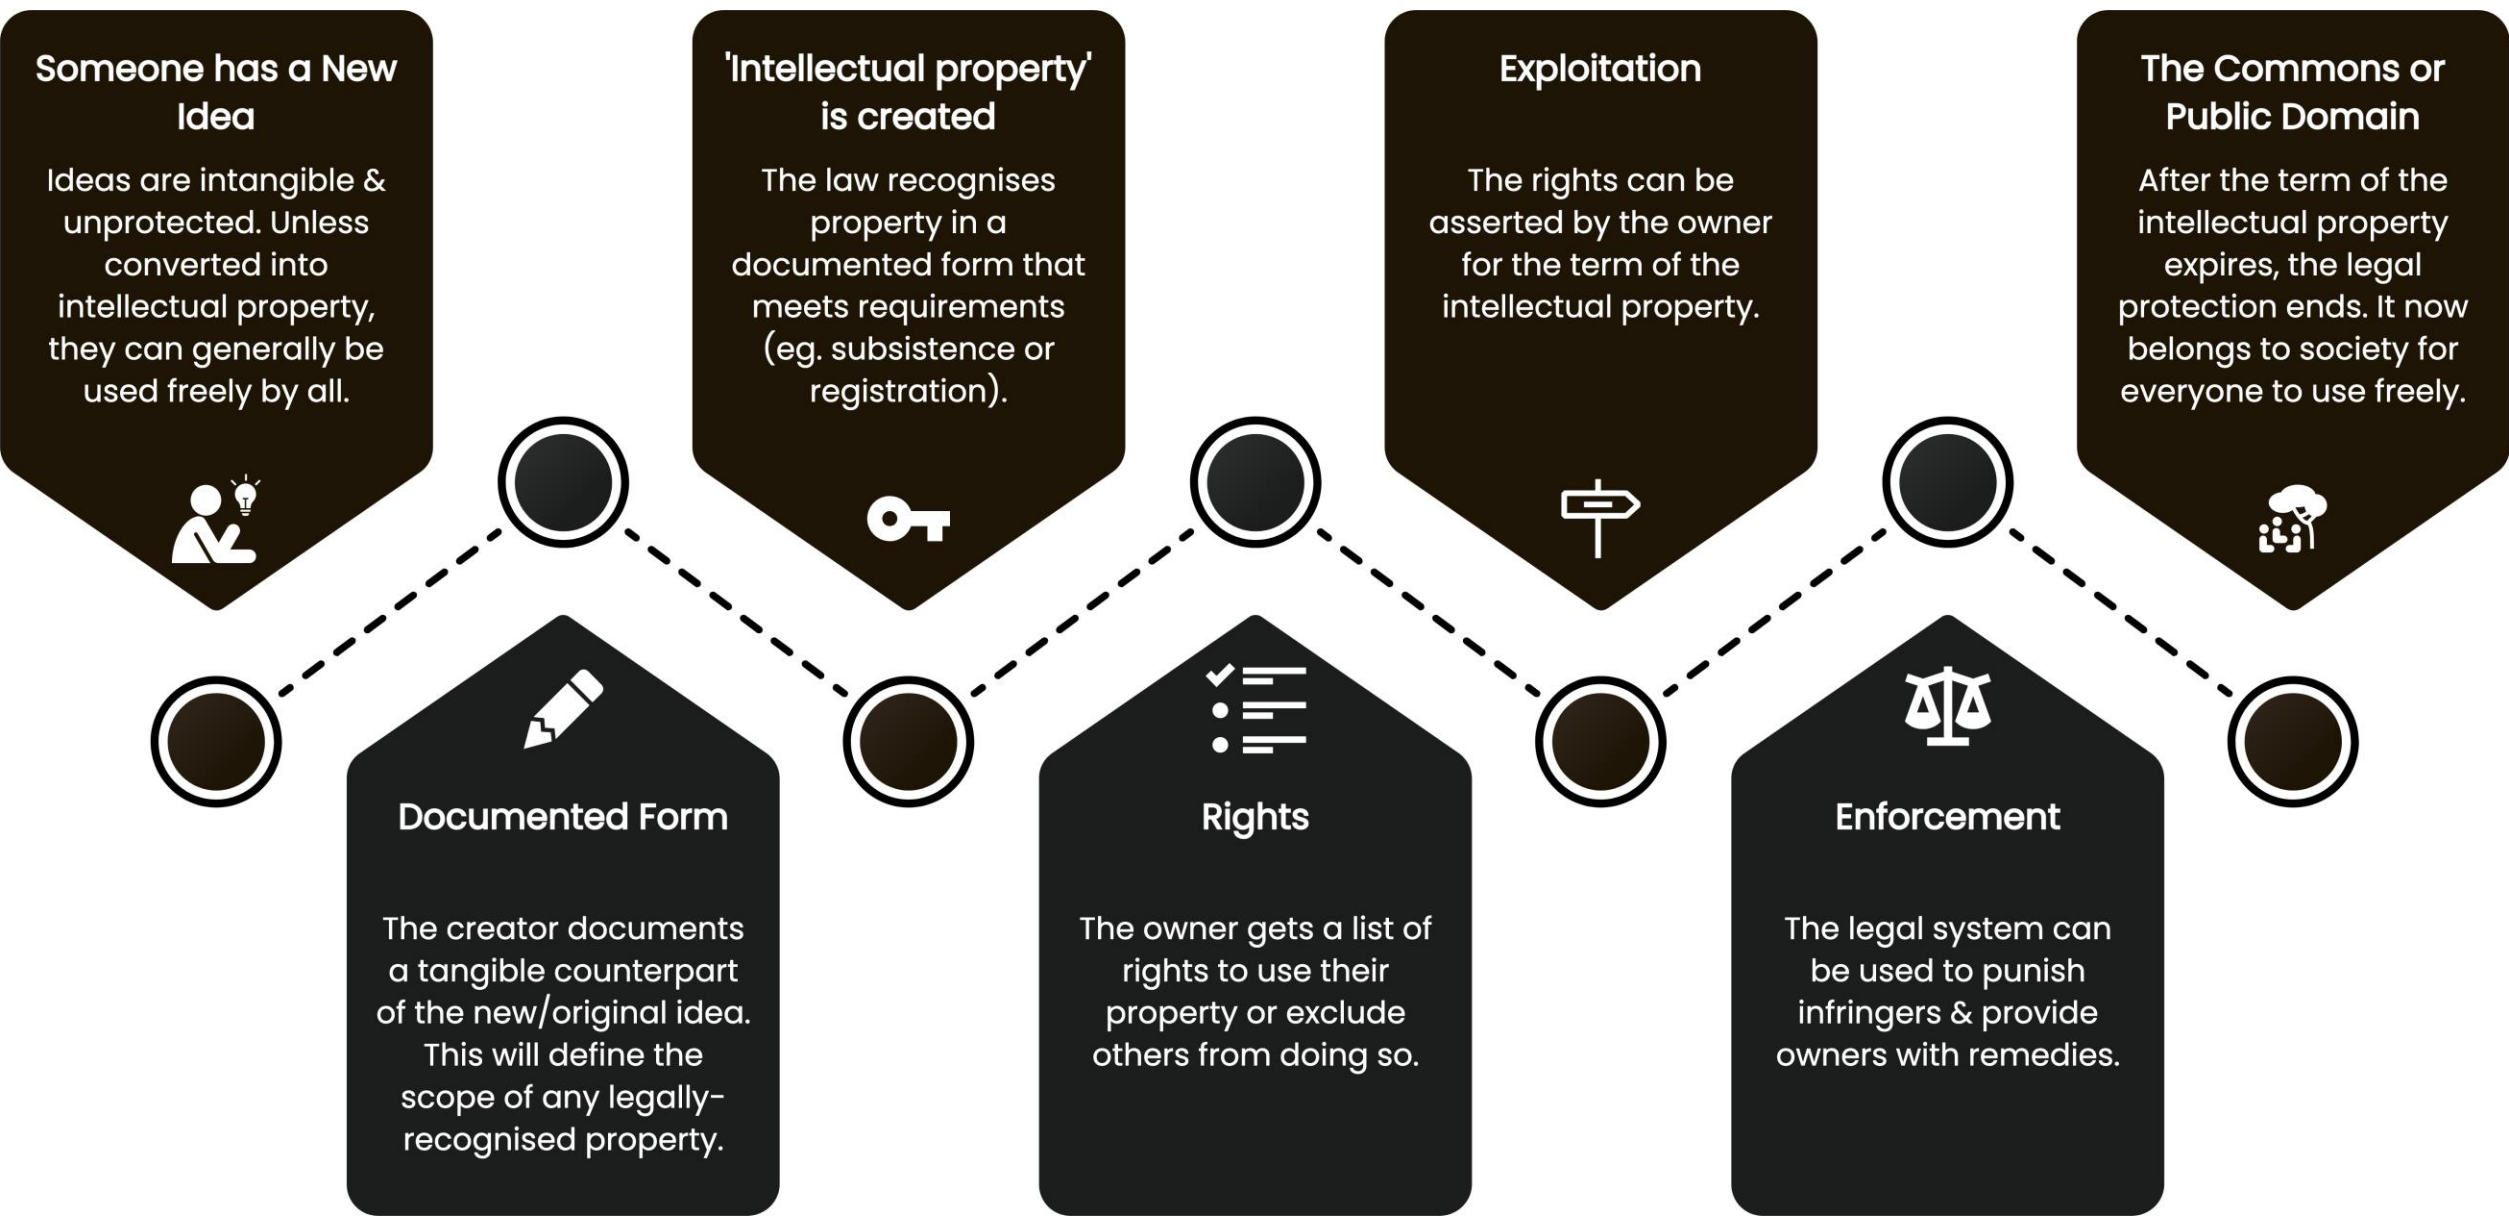 Someone has a New
Idea
Ideas are intangible &
unprotected. Unless
converted into
intellectual property,
they can generally be
used freely by all.
Documented Form
The creator documents
a tangible counterpart
of the new/original idea.
This will define the
scope of any legally-
recognised property.
'Intellectual property'
is created
The law recognises
property in a
documented form that
meets requirements
(eg. subsistence or
registration).
Rights
The owner gets a list of
rights to use their
property or exclude
others from doing so.
Exploitation
The rights can be
asserted by the owner
for the term of the
intellectual property.
Enforcement
The legal system can
be used to punish
infringers & provide
owners with remedies.
The Commons or
Public Domain
After the term of the
intellectual property
expires, the legal
protection ends. It now
belongs to society for
everyone to use freely.